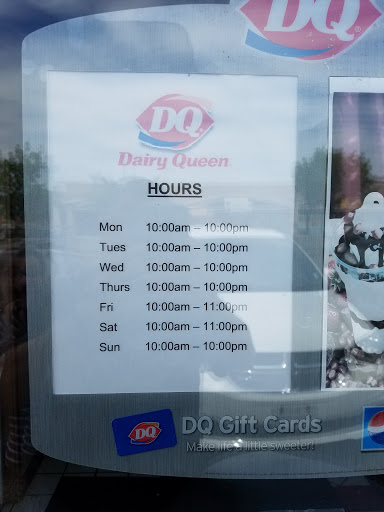 DQ
DQ
Dairy Queen
HOURS
Mon 10:00am – 10:00pm
Tues 10:00am – 10:00pm
Wed 10:00am – 10:00pm
Thurs 10:00am – 10:00pm
Fri 10:00am – 11:00pm
Sat 10:00am – 11:00pm
Sun 10:00am – 10:00pm
DQ DQ Gift Cards
Make life a little sweeter!